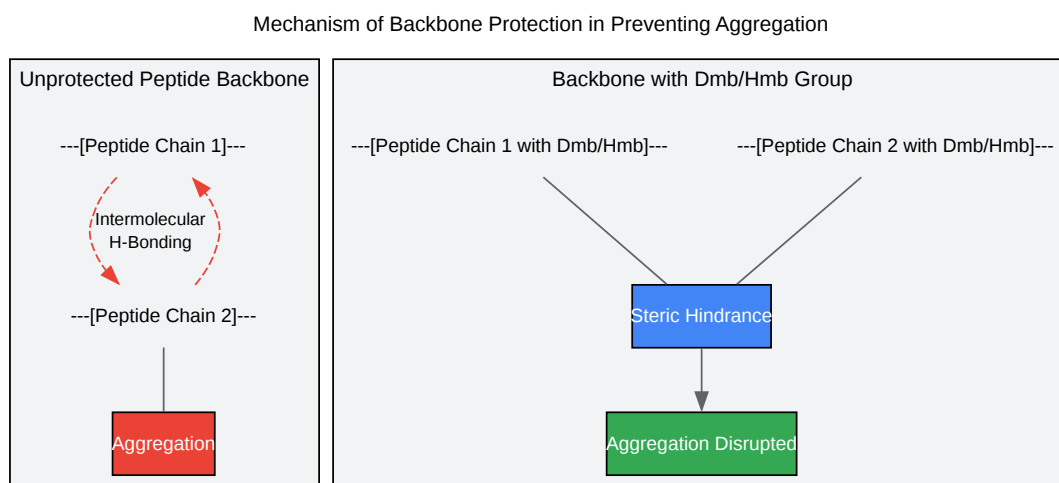 Mechanism of Backbone Protection in Preventing Aggregation
Unprotected Peptide Backbone
---[Peptide Chain 1]---
Intermolecular
H-Bonding
---[Peptide Chain 2]---
Aggregation
Backbone with Dmb/Hmb Group
---[Peptide Chain 1 with Dmb/Hmb]---
---[Peptide Chain 2 with Dmb/Hmb]---
Steric Hindrance
Aggregation Disrupted